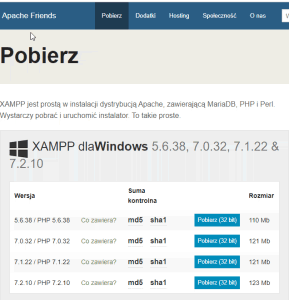 Apache Friends
Pobierz
Dodatki
Hosting
Społeczność
O nas
Pobierz
XAMPP jest prostą w instalacji dystrybucją Apache, zawierającą MariaDB, PHP i Perl.
Wystarczy pobrać i uruchomić instalator. To takie proste.
XAMPP dlaWindows 5.6.38, 7.0.32, 7.1.22 &
7.2.10
Wersja Suma kontrolna Rozmiar
5.6.38 / PHP 5.6.38 Co zawiera? md5 sha1 Pobierz (32 bit) 110 Mb
7.0.32 / PHP 7.0.32 Co zawiera? md5 sha1 Pobierz (32 bit) 121 Mb
7.1.22 / PHP 7.1.22 Co zawiera? md5 sha1 Pobierz (32 bit) 121 Mb
7.2.10 / PHP 7.2.10 Co zawiera? md5 sha1 Pobierz (32 bit) 123 Mb